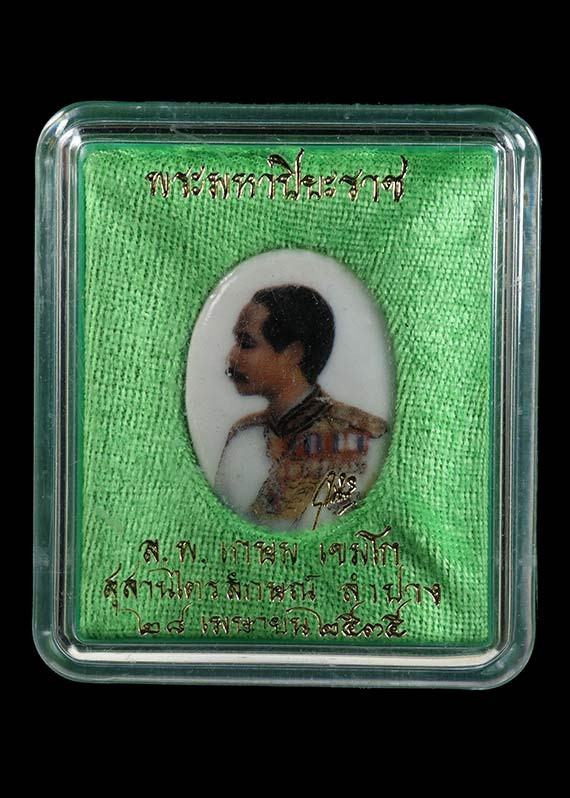 พระมหาปิยะราช
ล.พ. เกษม เขมโก
สุสานไตรลักษณ์ ลำปาง
๒๘ เมษายน ๒๕๓๕